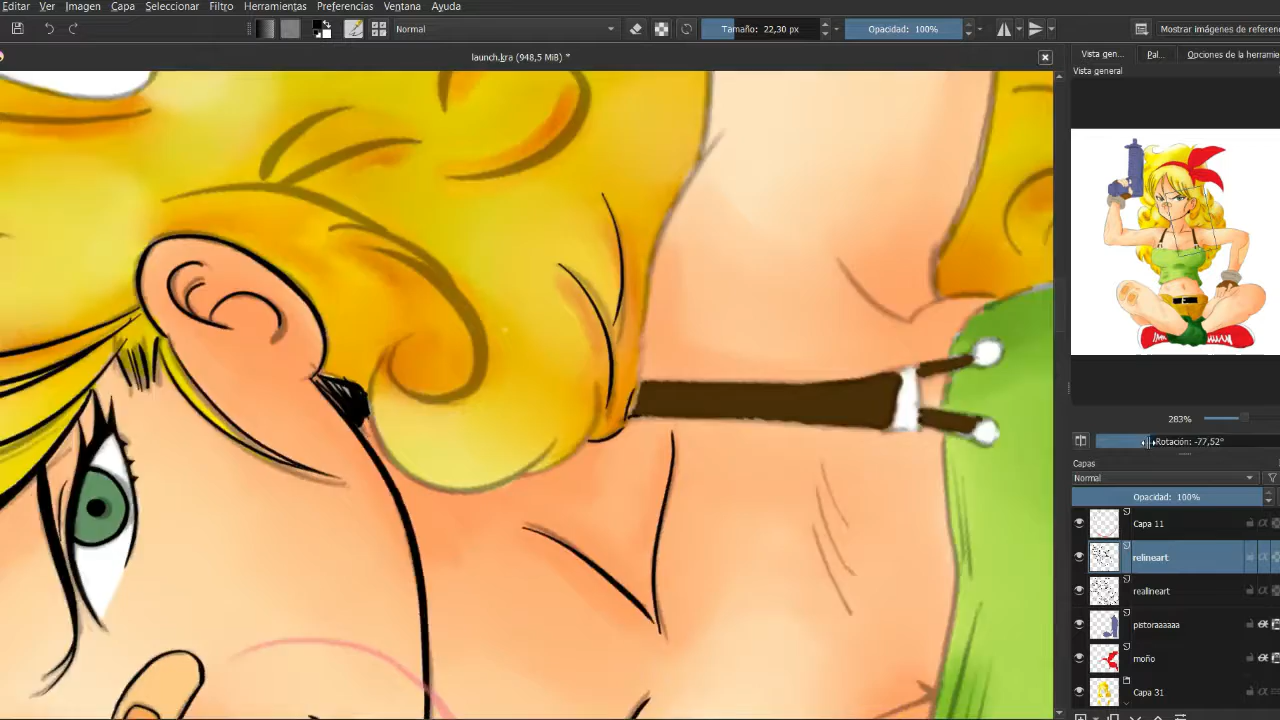 Editar Ver Imagen Capa Seleccionar Filtro Herramientas Preferencias Ventana Ayuda
Normal Tamaño: 22,30 px Opacidad: 100% Mostrar imágenes de referen
launch.kra (948,5 MiB) *
Vista gen... Pal... Opciones de la herramie
Vista general
283%
Rotación: -77,52°
Capas
Normal
Opacidad: 100%
Capa 11
relineart
realineart
pistoraaaaaa
moño
Capa 31